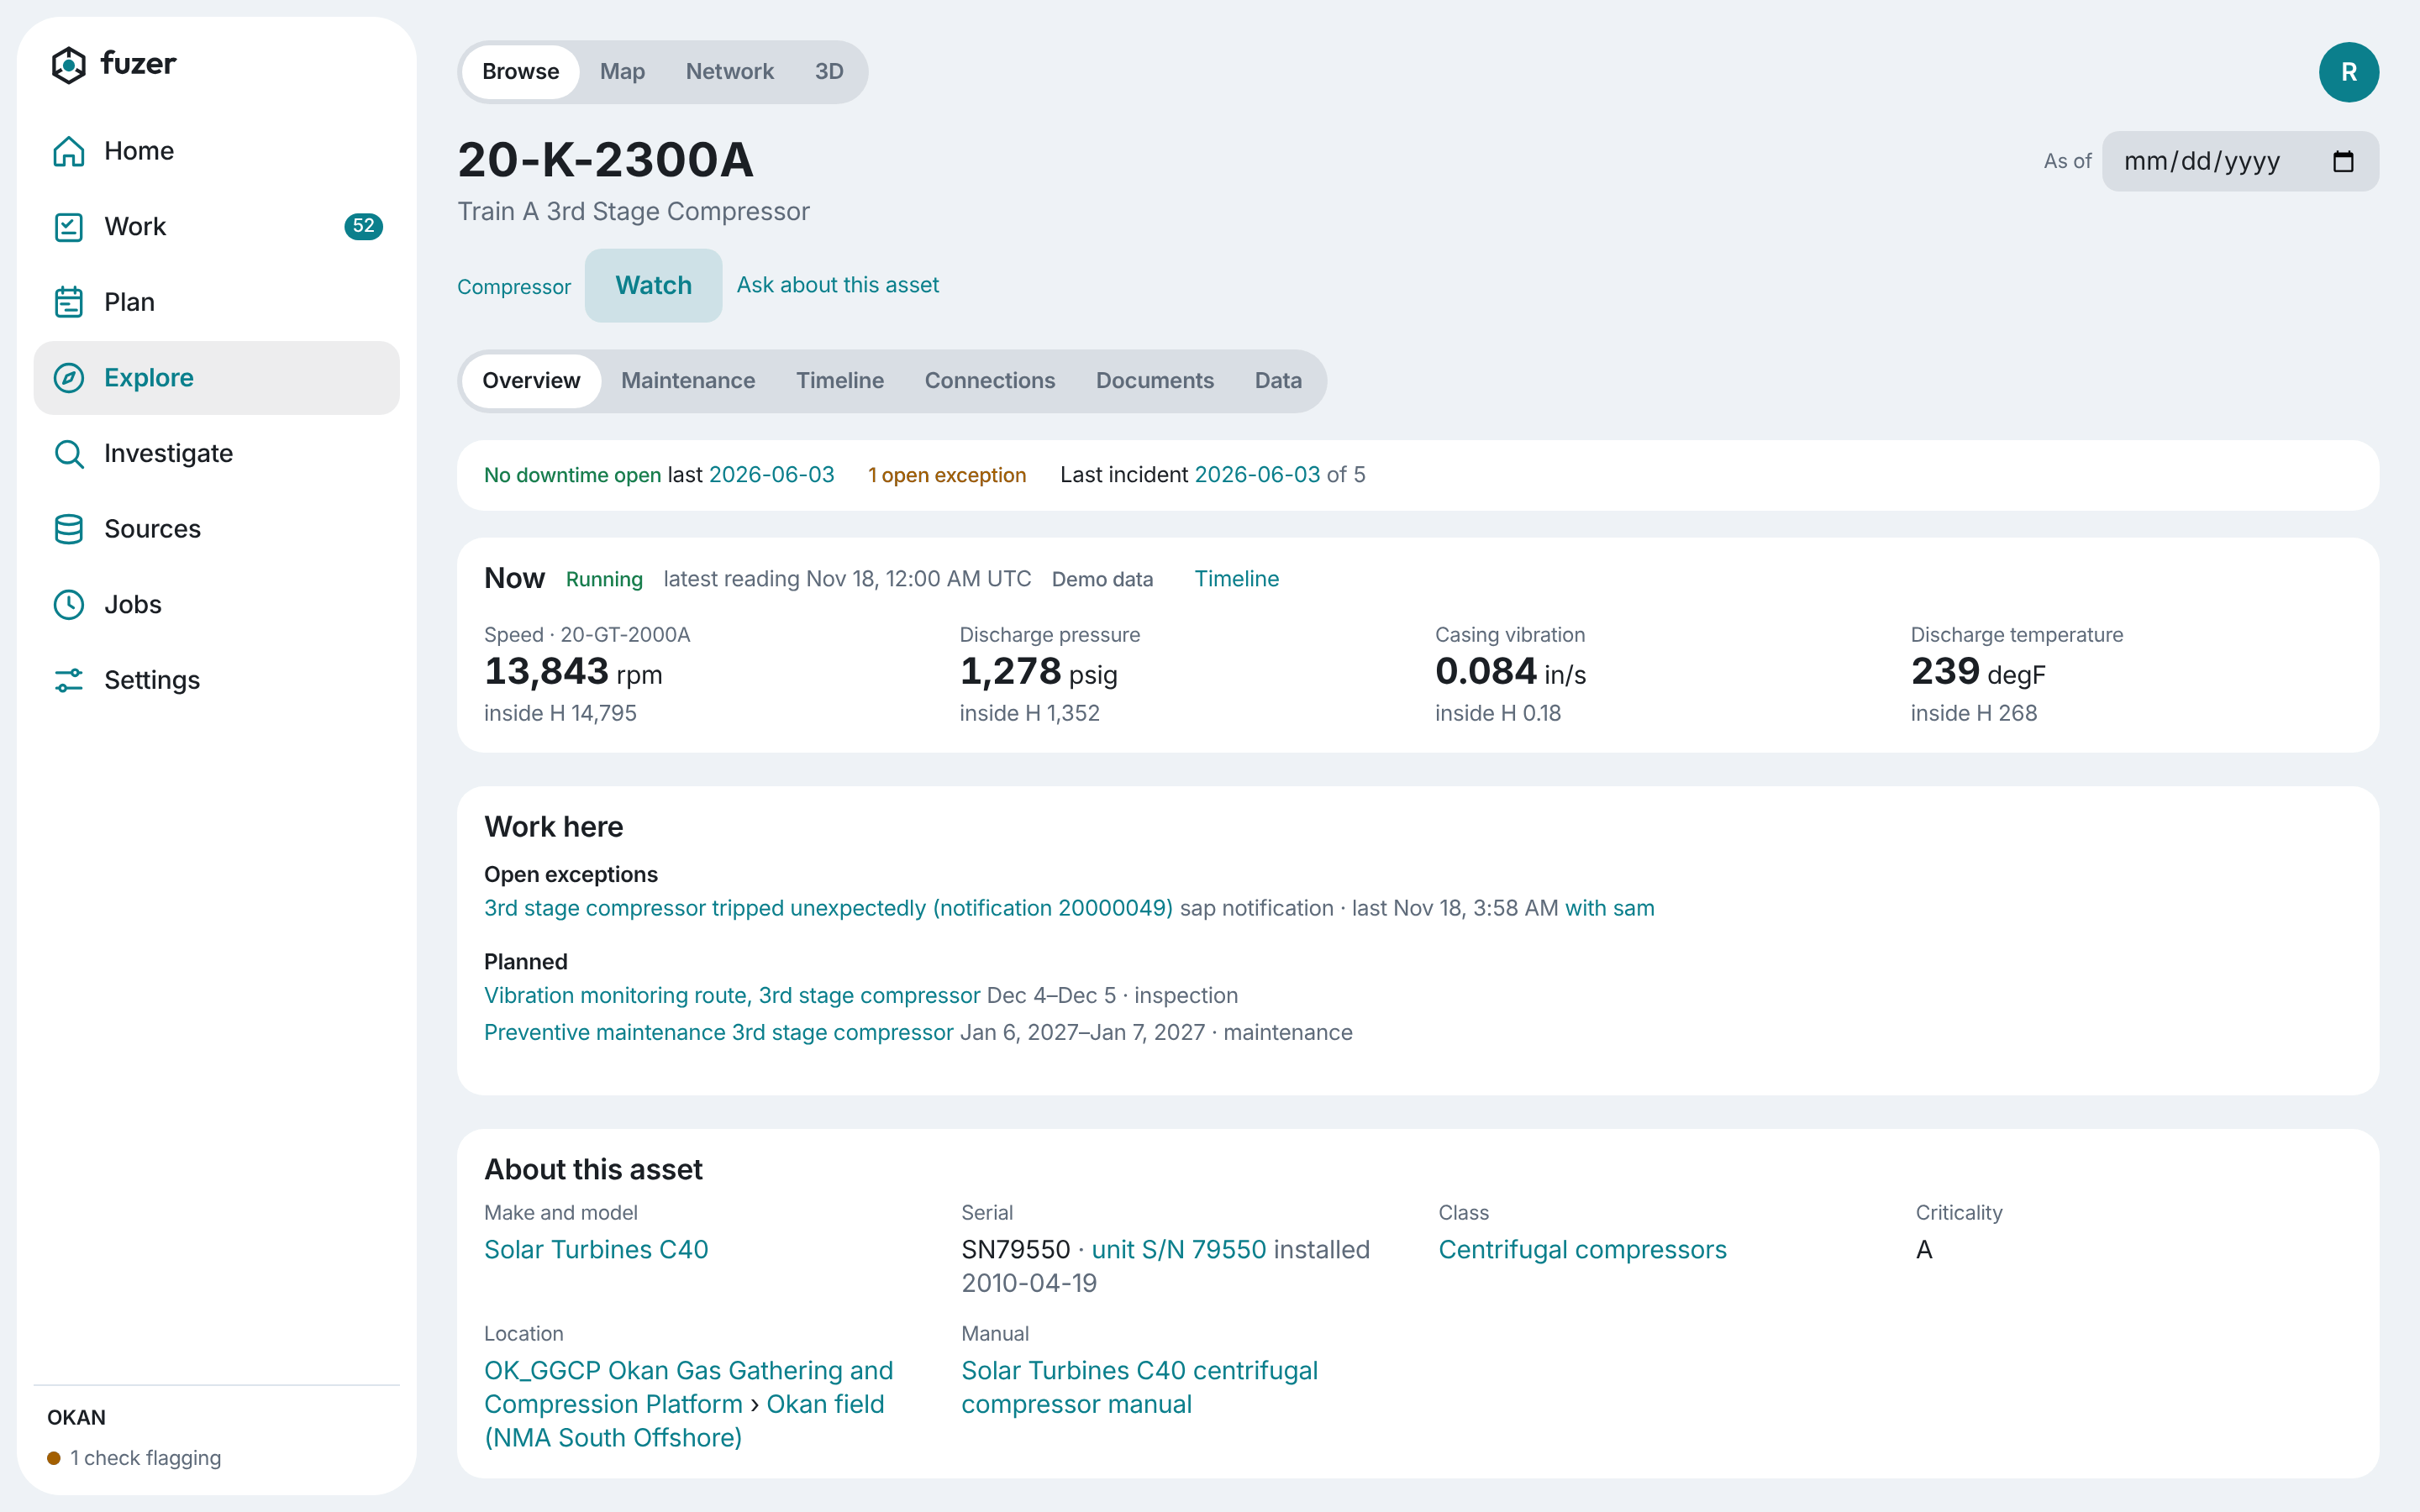 fuzer
Home
Work 52
Plan
Explore
Investigate
Sources
Jobs
Settings
OKAN
1 check flagging
Browse Map Network 3D
R
20-K-2300A
As of mm/dd/yyyy
Train A 3rd Stage Compressor
Compressor Watch Ask about this asset
Overview Maintenance Timeline Connections Documents Data
No downtime open last 2026-06-03 1 open exception Last incident 2026-06-03 of 5
Now Running latest reading Nov 18, 12:00 AM UTC Demo data Timeline
Speed · 20-GT-2000A Discharge pressure Casing vibration Discharge temperature
13,843 rpm 1,278 psig 0.084 in/s 239 degF
inside H 14,795 inside H 1,352 inside H 0.18 inside H 268
Work here
Open exceptions
3rd stage compressor tripped unexpectedly (notification 20000049) sap notification · last Nov 18, 3:58 AM with sam
Planned
Vibration monitoring route, 3rd stage compressor Dec 4–Dec 5 · inspection
Preventive maintenance 3rd stage compressor Jan 6, 2027–Jan 7, 2027 · maintenance
About this asset
Make and model
Solar Turbines C40
Serial
SN79550 · unit S/N 79550 installed
2010-04-19
Class
Centrifugal compressors
Criticality
A
Location
OK_GGCP Okan Gas Gathering and
Compression Platform › Okan field
(NMA South Offshore)
Manual
Solar Turbines C40 centrifugal
compressor manual